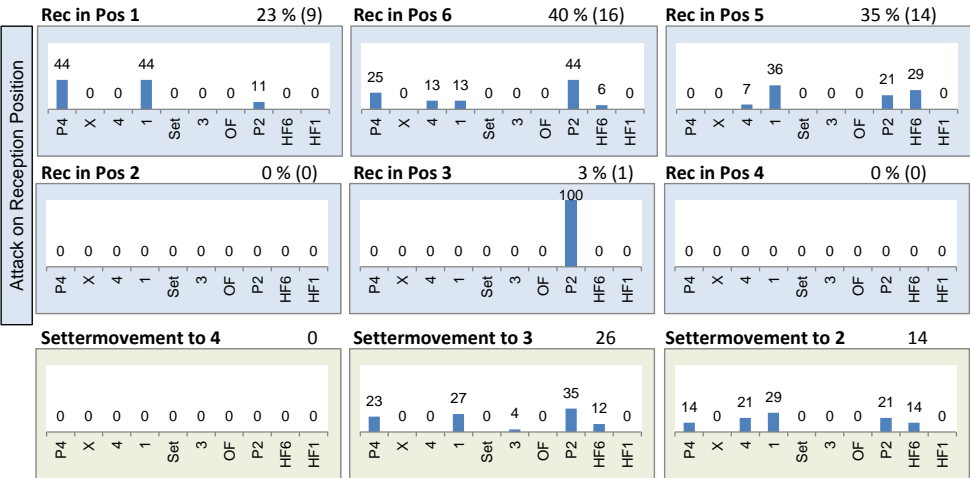 Attack on Reception Position
Rec in Pos 1 23 % (9)
44 0 0 44 0 0 0 11 0 0
P4 X 4 1 Set 3 OF P2 HF6 HF1
Rec in Pos 6 40 % (16)
25 0 13 13 0 0 0 44 6 0
P4 X 4 1 Set 3 OF P2 HF6 HF1
Rec in Pos 5 35 % (14)
0 0 7 36 0 0 0 21 29 0
P4 X 4 1 Set 3 OF P2 HF6 HF1
Rec in Pos 2 0 % (0)
0 0 0 0 0 0 0 0 0 0
P4 X 4 1 Set 3 OF P2 HF6 HF1
Rec in Pos 3 3 % (1)
0 0 0 0 0 0 0 100 0 0
P4 X 4 1 Set 3 OF P2 HF6 HF1
Rec in Pos 4 0 % (0)
0 0 0 0 0 0 0 0 0 0
P4 X 4 1 Set 3 OF P2 HF6 HF1
Settermovement to 4 0
0 0 0 0 0 0 0 0 0 0
P4 X 4 1 Set 3 OF P2 HF6 HF1
Settermovement to 3 26
23 0 0 27 0 4 0 35 12 0
P4 X 4 1 Set 3 OF P2 HF6 HF1
Settermovement to 2 14
14 0 21 29 0 0 0 21 14 0
P4 X 4 1 Set 3 OF P2 HF6 HF1